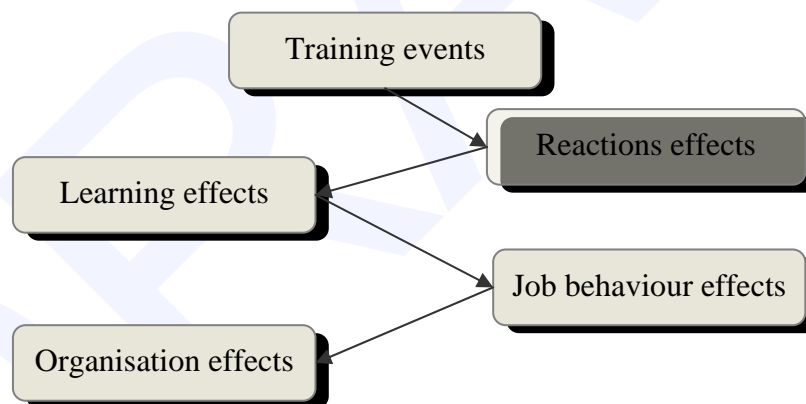 Training events
Reactions effects
Learning effects
Job behaviour effects
Organisation effects